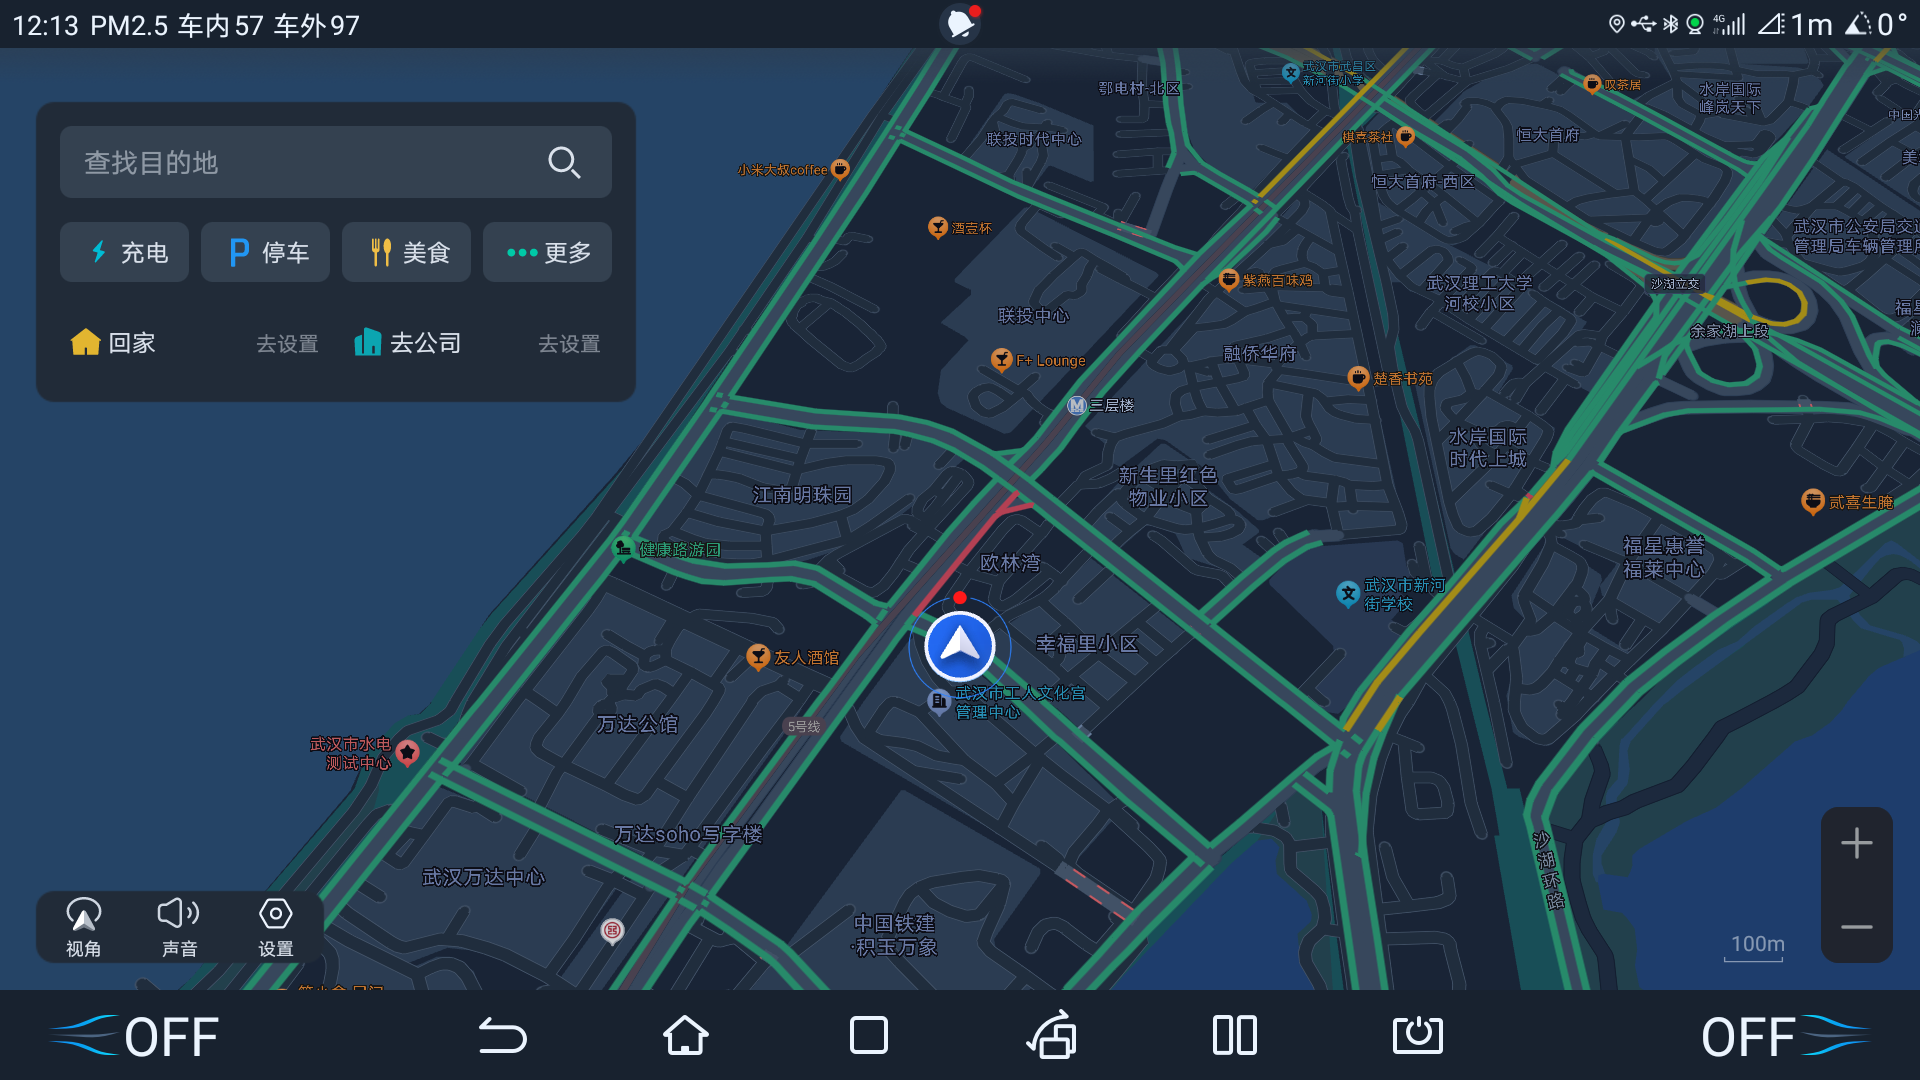 12:13 PM2.5 车内57 车外97
4G
1m
0°
查找目的地
充电
停车
美食
更多
回家
去设置
去公司
去设置
鄂电村-北区
武汉市武昌区
新河街小学
叹茶居
水岸国际
峰岚天下
联投时代中心
棋喜茶社
恒大首府
小米大叔coffee
恒大首府-西区
酒壹杯
武汉市公安局交
管理局车辆管理
紫燕百味鸡
武汉理工大学
河校小区
沙湖立交
联投中心
余家湖上段
融侨华府
F+ Lounge
楚香书苑
三层楼
水岸国际
时代上城
新生里红色
物业小区
江南明珠园
贰喜生腌
健康路游园
欧林湾
福星惠誉
福莱中心
武汉市新河
街学校
幸福里小区
友人酒馆
武汉市工人文化宫
管理中心
万达公馆
5号线
武汉市水电
测试中心
万达soho写字楼
武汉万达中心
沙湖环路
中国铁建
·积玉万象
视角
声音
设置
100m
OFF
OFF